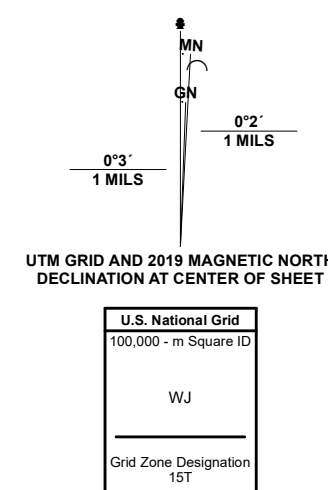 MN
GN
0°2´
1 MILS
0°3´
1 MILS
UTM GRID AND 2019 MAGNETIC NORTH
DECLINATION AT CENTER OF SHEET
U.S. National Grid
100,000 - m Square ID
WJ
Grid Zone Designation
15T